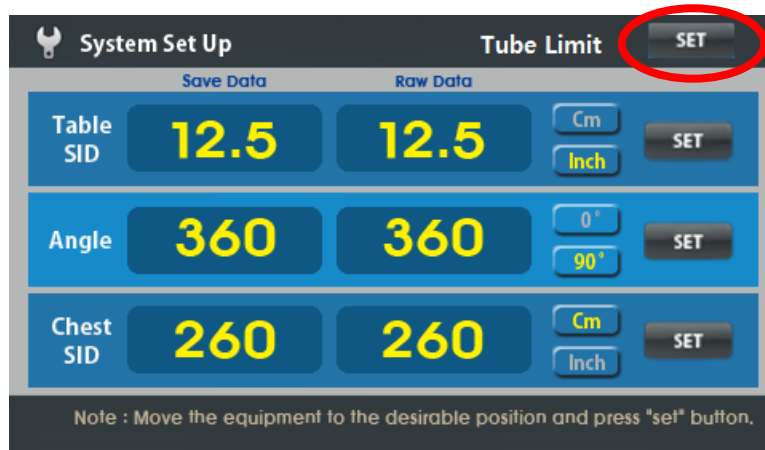 System Set Up Tube Limit SET
Save Data Raw Data
Table SID 12.5 12.5 Cm Inch SET
Angle 360 360 0° 90° SET
Chest SID 260 260 Cm Inch SET
Note : Move the equipment to the desirable position and press "set" button.